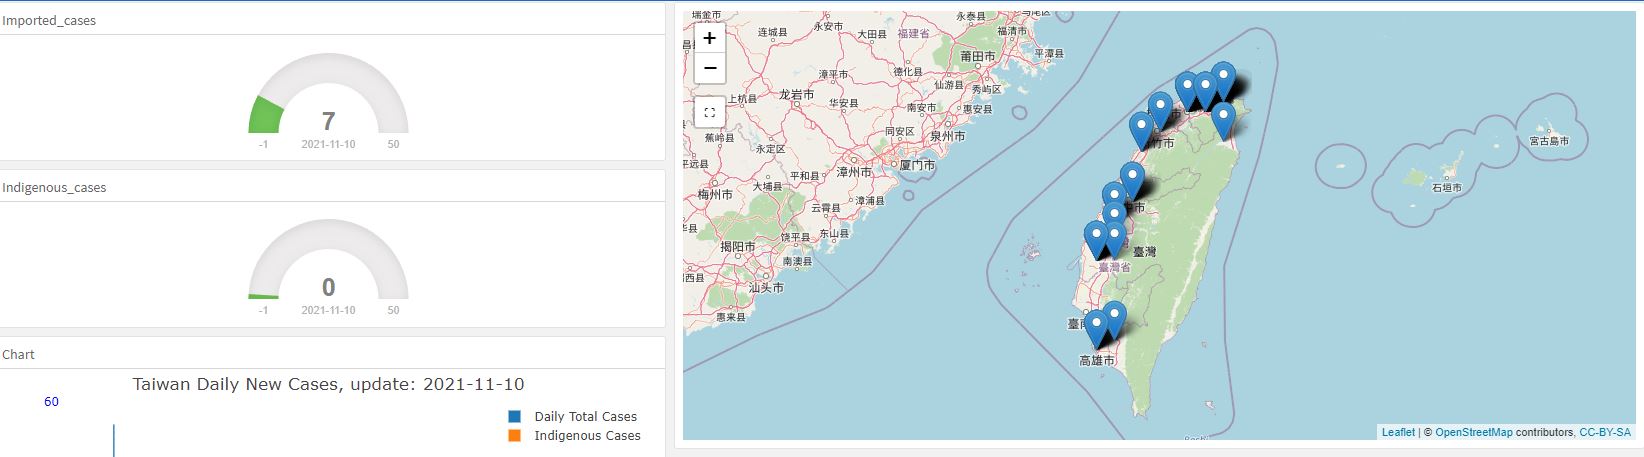 Imported_cases
7
-1
2021-11-10
50
Indigenous_cases
0
-1
2021-11-10
50
Chart
Taiwan Daily New Cases, update: 2021-11-10
60
Daily Total Cases
Indigenous Cases
+
−
瑞金市
永安市
永泰县
连城县
大田县
福建省
福清市
莆田市
平潭县
漳平市
德化县
仙游县
秀屿区
上杭县
龙岩市
华安县
南安市
惠安县
蕉岭县
同安区
泉州市
永定区
平远县
漳州市
厦门市
平和县
梅州市
大埔县
漳浦县
云霄县
饶平县
东山县
揭阳市
南澳县
汕头市
惠来县
竹市
中市
臺灣
臺灣省
高雄市
宮古島市
石垣市
Leaflet | © OpenStreetMap contributors, CC-BY-SA